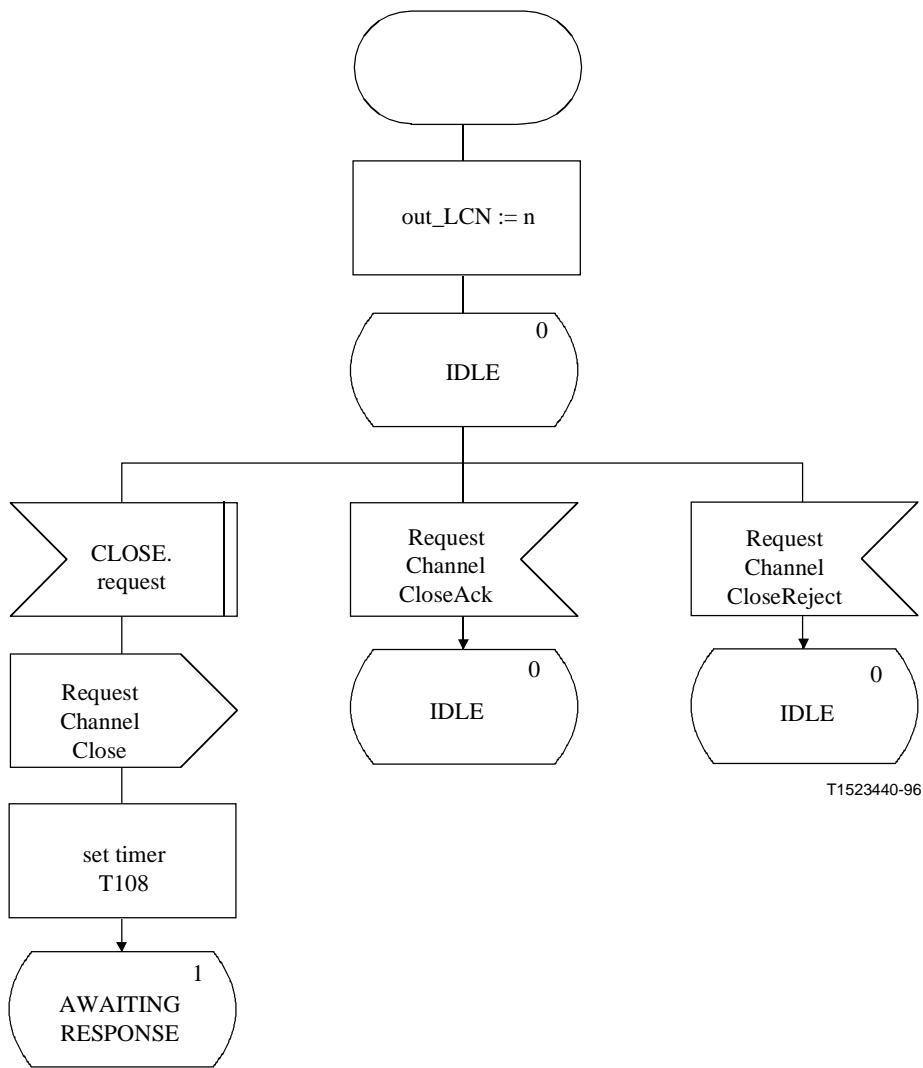 out_LCN := n
0
IDLE
CLOSE.
request
Request
Channel
CloseAck
Request
Channel
CloseReject
Request
Channel
Close
0
IDLE
0
IDLE
T1523440-96
set timer
T108
1
AWAITING
RESPONSE